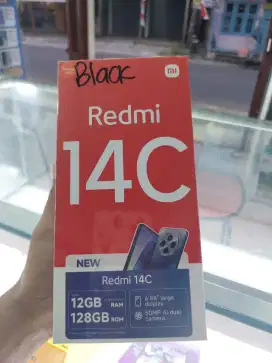 Black
mi
Redmi
14C
NEW
Redmi 14C
12GB RAM
128GB ROM
6.88" large
display
50MP AI dual
camera